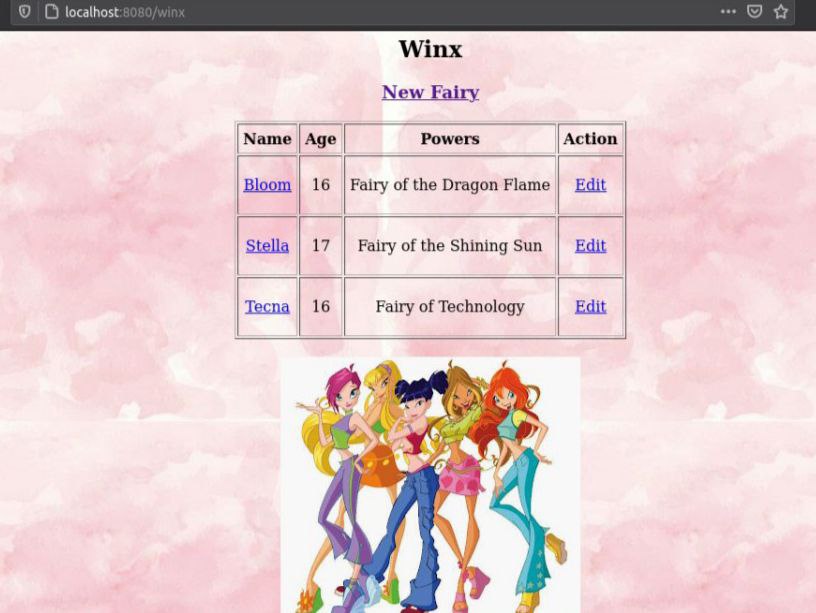 localhost:8080/winx
Winx
New Fairy
Name Age Powers Action
Bloom 16 Fairy of the Dragon Flame Edit
Stella 17 Fairy of the Shining Sun Edit
Tecna 16 Fairy of Technology Edit